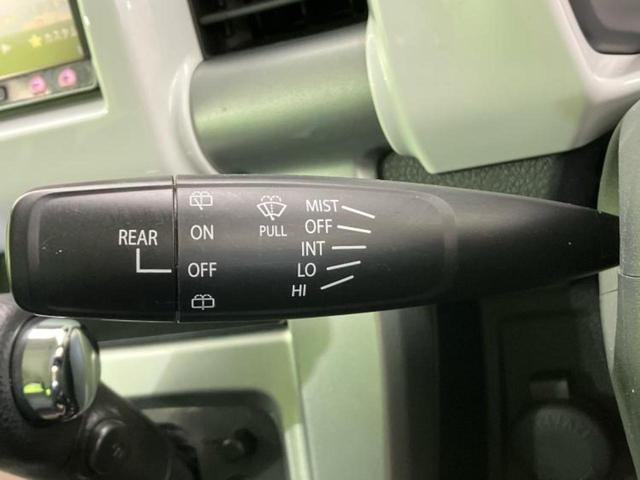 REAR
ON
OFF
PULL
MIST
OFF
INT
LO
HI